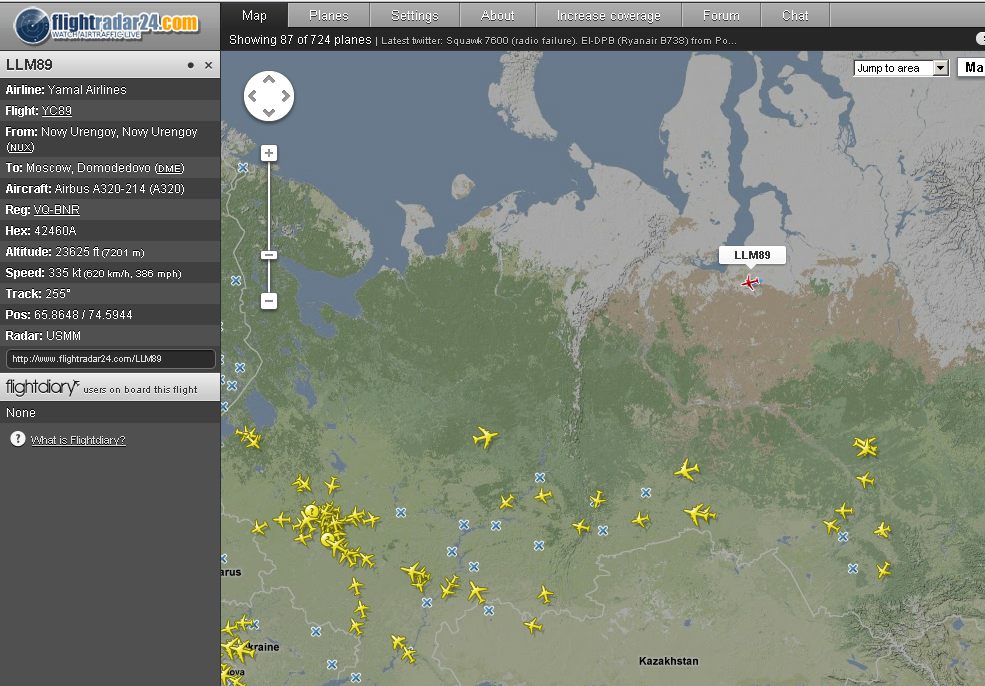 flightradar24.com
WATCH AIRTRAFFIC LIVE
Map Planes Settings About Increase coverage Forum Chat
Showing 87 of 724 planes | Latest twitter: Squawk 7600 (radio failure). EI-DPB (Ryanair B738) from Po...
LLM89
Airline: Yamal Airlines
Flight: YC89
From: Novy Urengoy, Novy Urengoy
(NUX)
To: Moscow, Domodedovo (DME)
Aircraft: Airbus A320-214 (A320)
Reg: VQ-BNR
Hex: 42460A
Altitude: 23625 ft (7201 m)
Speed: 335 kt (620 km/h, 386 mph)
Track: 255°
Pos: 65.8648 / 74.5944
Radar: USMM
http://www.flightradar24.com/LLM89
flightdiary users on board this flight
None
? What is Flightdiary?
Jump to area
Ma
LLM89
arus
kraine
ova
Kazakhstan